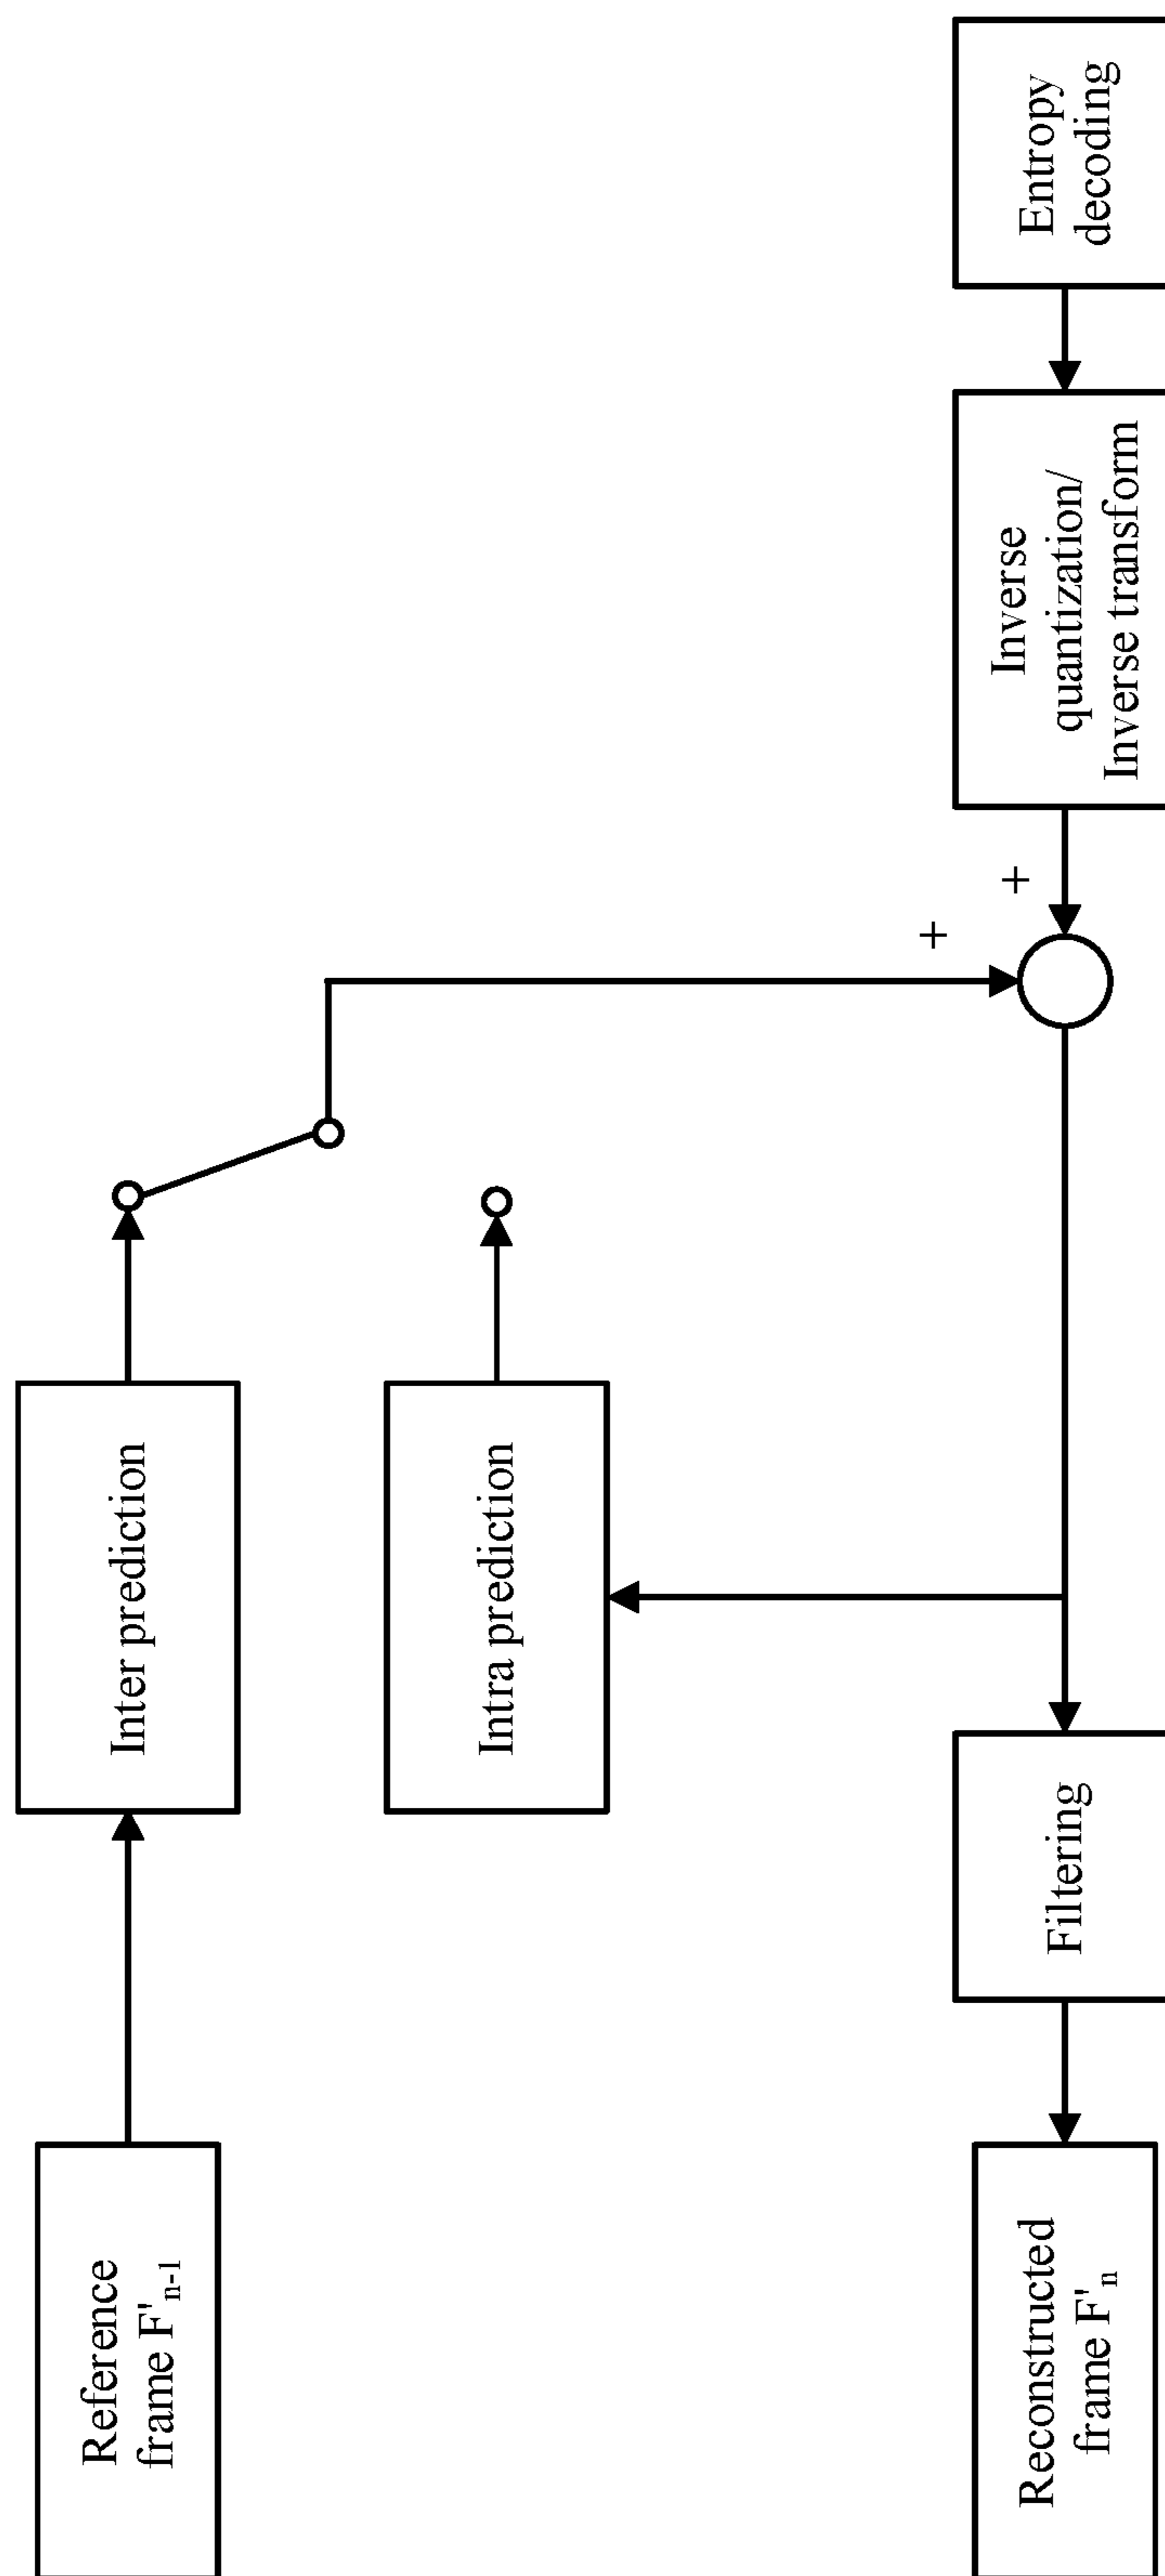 Reference
frame F'n-1
Inter prediction
Intra prediction
+
+
Reconstructed
frame F'n
Filtering
Inverse
quantization/
Inverse transform
Entropy
decoding